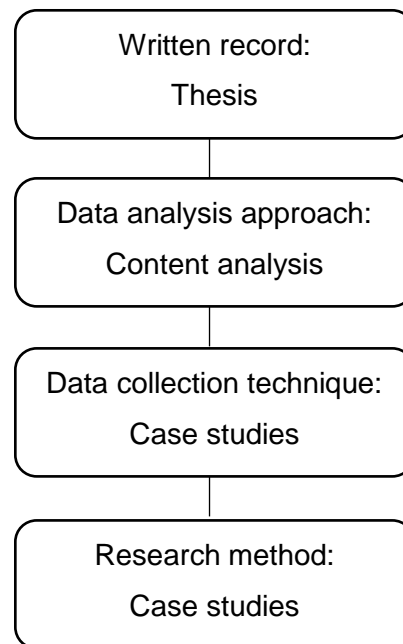 Written record:
Thesis
Data analysis approach:
Content analysis
Data collection technique:
Case studies
Research method:
Case studies